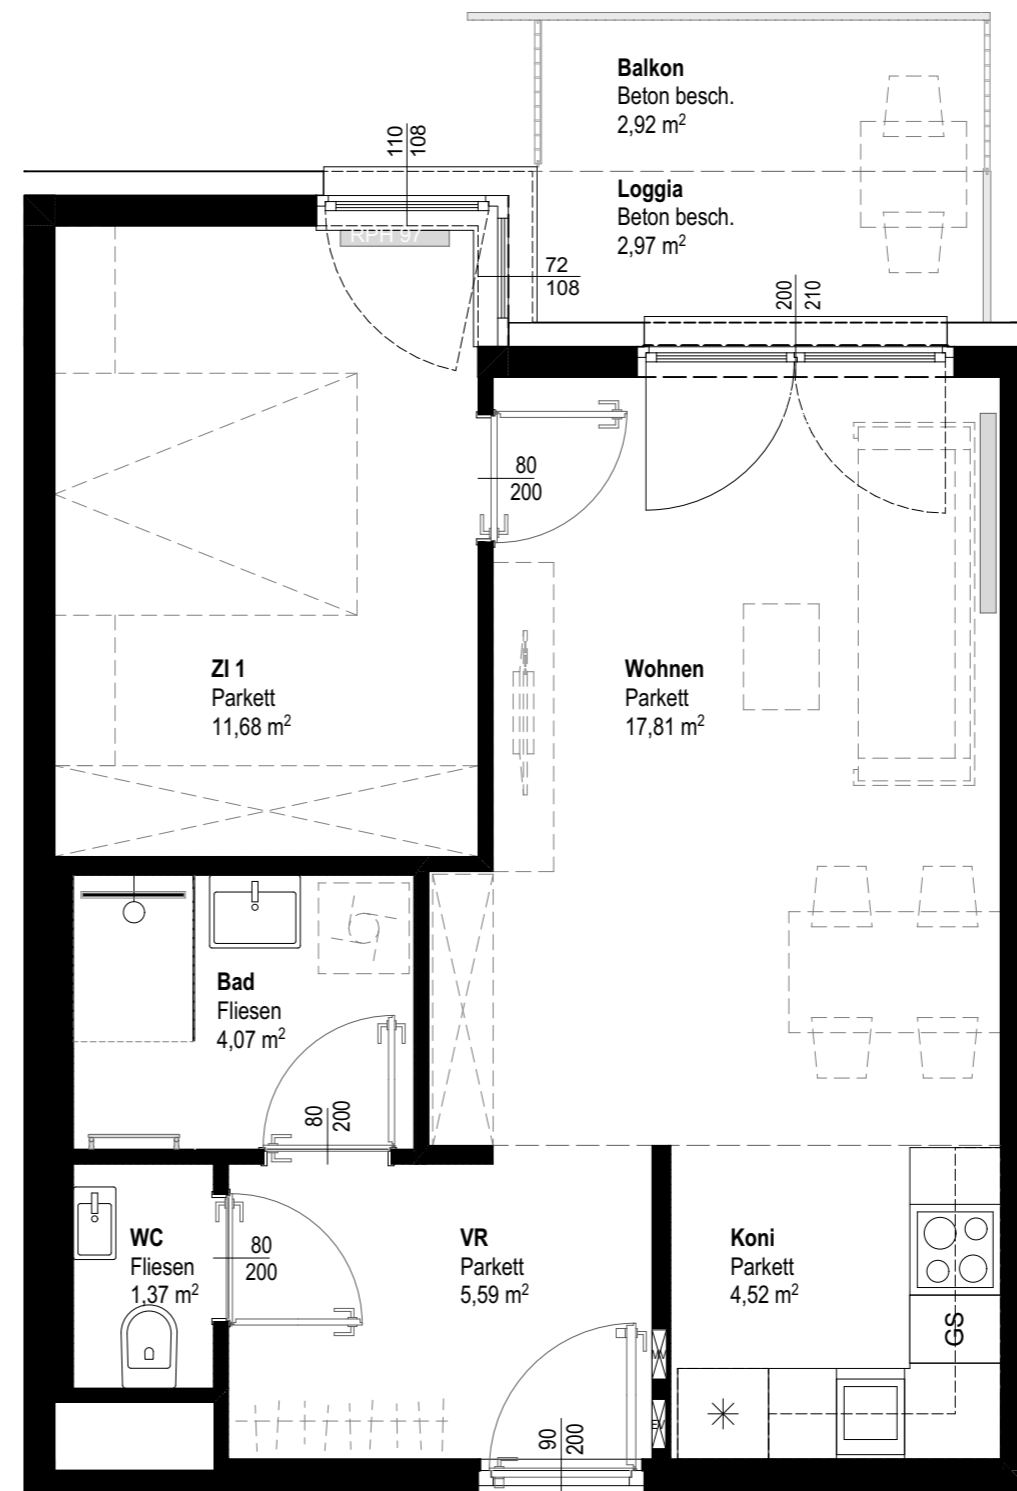 Balkon
Beton besch.
2,92 m²
110
108
Loggia
Beton besch.
2,97 m²
RPH 97
72
108
200
210
80
200
ZI 1
Parkett
11,68 m²
Wohnen
Parkett
17,81 m²
Bad
Fliesen
4,07 m²
80
200
WC
Fliesen
1,37 m²
80
200
VR
Parkett
5,59 m²
Koni
Parkett
4,52 m²
GS
90
200